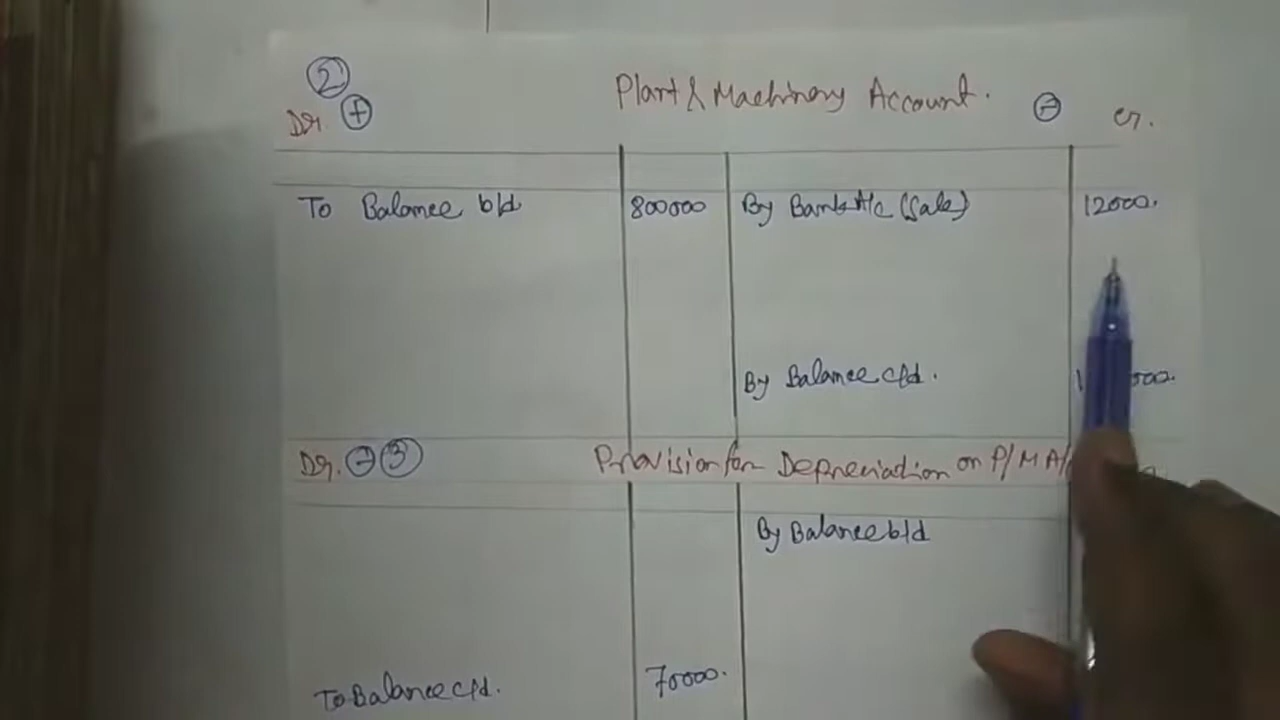 2
Dr. + Plant & Machinery Account. - Cr.
To Balance b/d 800000 By Bank A/c (Sale) 12000.
By Balance c/d.
Dr. - 3 Provision for Depreciation on P/M A/
By Balance b/d
To Balance c/d. 70000.